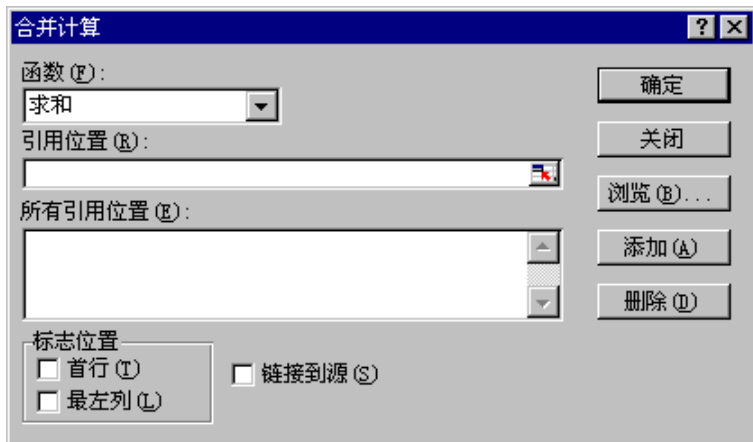 合并计算
函数(F):
求和
引用位置(R):
所有引用位置(E):
标志位置
首行(T)
最左列(L)
链接到源(S)
确定
关闭
浏览(B)...
添加(A)
删除(D)